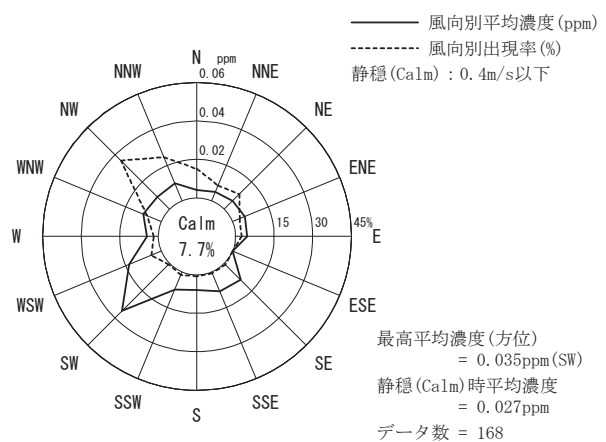 風向別平均濃度(ppm)
風向別出現率(%)
静穏(Calm)：0.4m/s以下
N ppm
0.06
0.04
0.02
NNE
NE
ENE
15 30 45%
E
ESE
SE
SSE
S
SSW
SW
WSW
W
WNW
NW
NNW
Calm
7.7%
最高平均濃度(方位)
= 0.035ppm(SW)
静穏(Calm)時平均濃度
= 0.027ppm
データ数 = 168